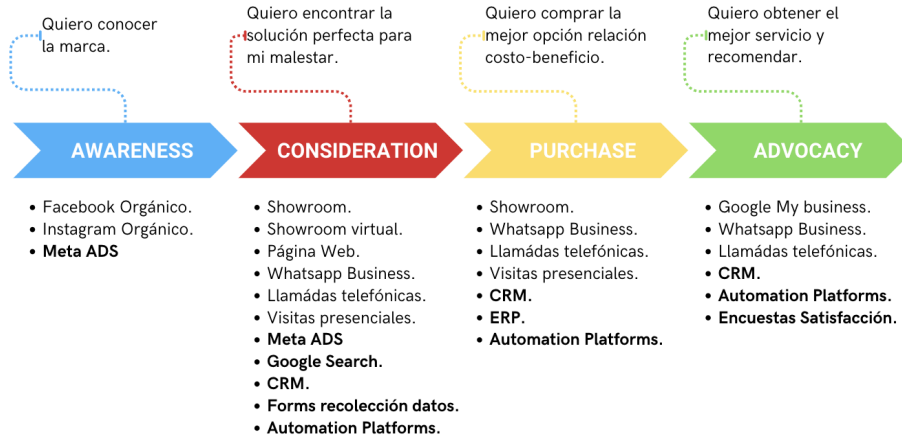 Quiero conocer
la marca.
Quiero encontrar la
solución perfecta para
mi malestar.
Quiero comprar la
mejor opción relación
costo-beneficio.
Quiero obtener el
mejor servicio y
recomendar.
AWARENESS
CONSIDERATION
PURCHASE
ADVOCACY
• Facebook Orgánico.
• Instagram Orgánico.
• Meta ADS
• Showroom.
• Showroom virtual.
• Página Web.
• Whatsapp Business.
• Llamádas telefónicas.
• Visitas presenciales.
• Meta ADS
• Google Search.
• CRM.
• Forms recolección datos.
• Automation Platforms.
• Showroom.
• Whatsapp Business.
• Llamádas telefónicas.
• Visitas presenciales.
• CRM.
• ERP.
• Automation Platforms.
• Google My business.
• Whatsapp Business.
• Llamádas telefónicas.
• CRM.
• Automation Platforms.
• Encuestas Satisfacción.